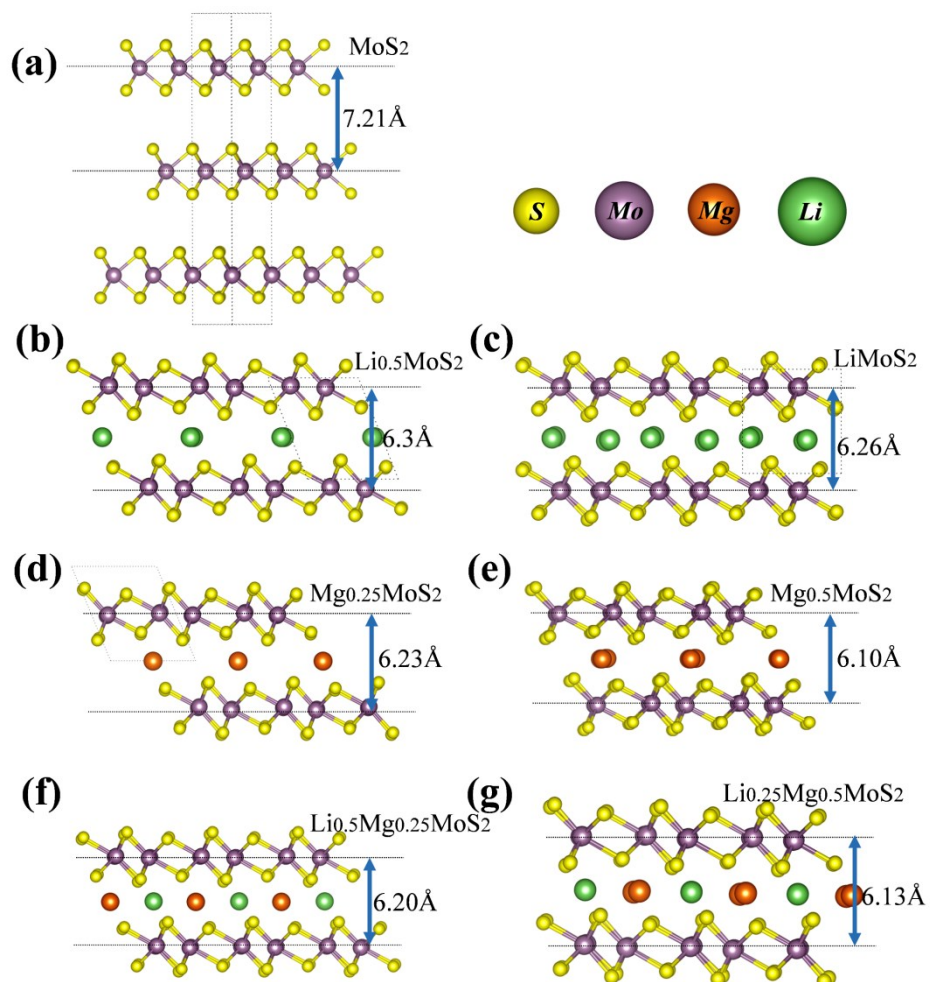 (a)
MoS2
7.21Å
S Mo Mg Li
(b)
Li0.5MoS2
6.3Å
(c)
LiMoS2
6.26Å
(d)
Mg0.25MoS2
6.23Å
(e)
Mg0.5MoS2
6.10Å
(f)
Li0.5Mg0.25MoS2
6.20Å
(g)
Li0.25Mg0.5MoS2
6.13Å